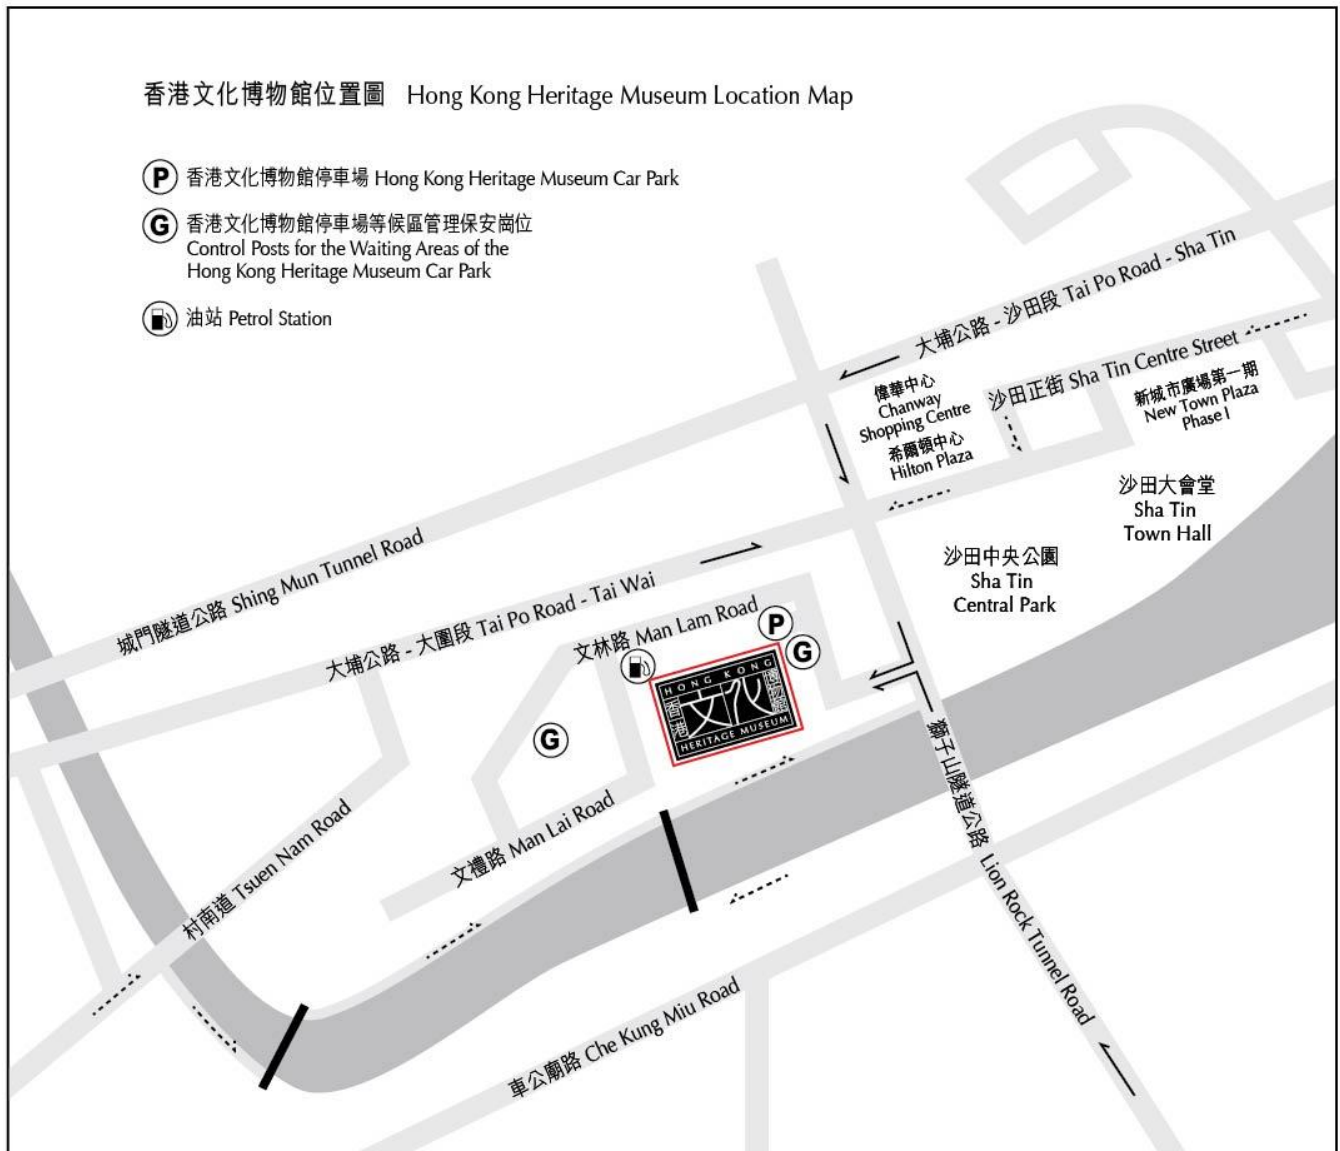 香港文化博物館位置圖 Hong Kong Heritage Museum Location Map
P 香港文化博物館停車場 Hong Kong Heritage Museum Car Park
G 香港文化博物館停車場等候區管理保安崗位
Control Posts for the Waiting Areas of the
Hong Kong Heritage Museum Car Park
油站 Petrol Station
大埔公路 - 沙田段 Tai Po Road - Sha Tin
沙田正街 Sha Tin Centre Street
偉華中心
Chanway
Shopping Centre
希爾頓中心
Hilton Plaza
新城市廣場第一期
New Town Plaza
Phase I
沙田大會堂
Sha Tin
Town Hall
沙田中央公園
Sha Tin
Central Park
城門隧道公路 Shing Mun Tunnel Road
大埔公路 - 大圍段 Tai Po Road - Tai Wai
文林路 Man Lam Road
P
G
HONG KONG
香港
文化
博物館
HERITAGE MUSEUM
G
文禮路 Man Lai Road
村南道 Tsuen Nam Road
獅子山隧道公路 Lion Rock Tunnel Road
車公廟路 Che Kung Miu Road